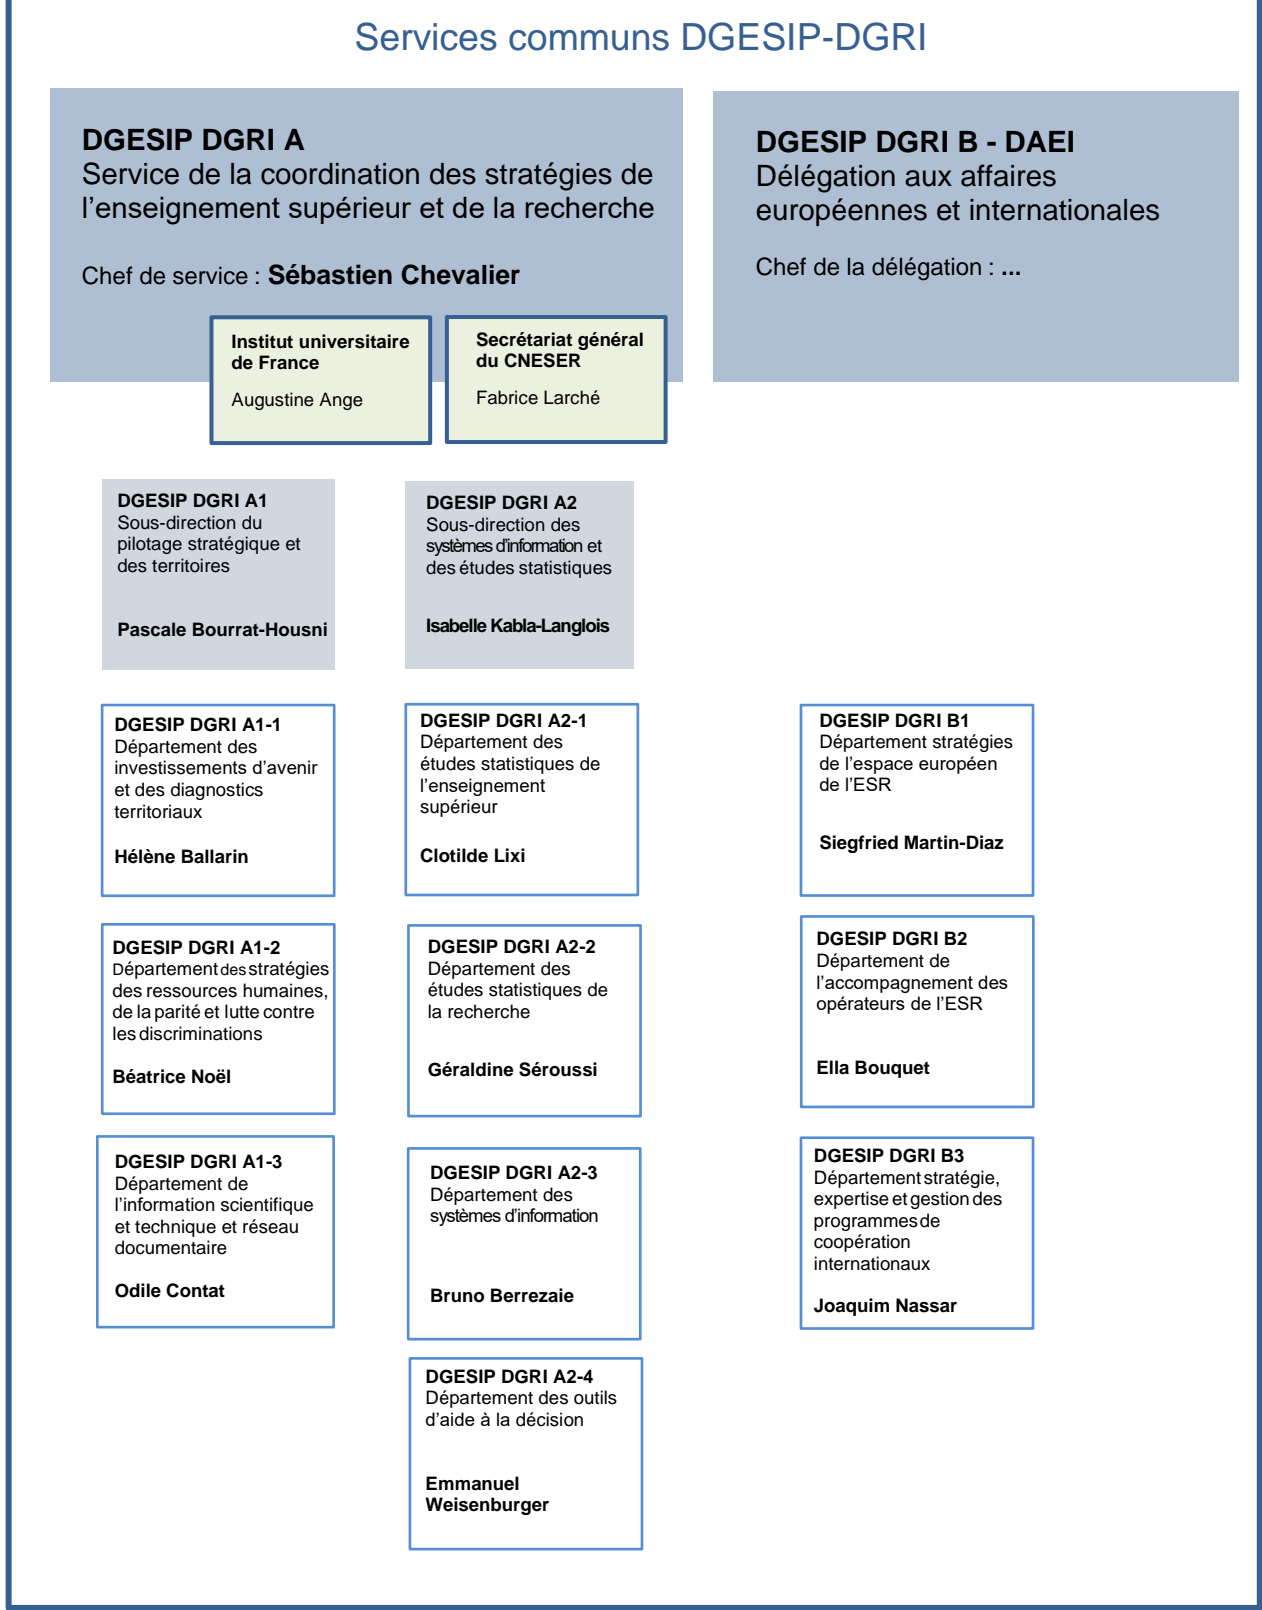 Services communs DGESIP-DGRI
DGESIP DGRI A
Service de la coordination des stratégies de
l’enseignement supérieur et de la recherche
Chef de service : Sébastien Chevalier
DGESIP DGRI B - DAEI
Délégation aux affaires
européennes et internationales
Chef de la délégation : ...
Institut universitaire
de France
Augustine Ange
Secrétariat général
du CNESER
Fabrice Larché
DGESIP DGRI A1
Sous-direction du
pilotage stratégique et
des territoires
Pascale Bourrat-Housni
DGESIP DGRI A2
Sous-direction des
systèmes d’information et
des études statistiques
Isabelle Kabla-Langlois
DGESIP DGRI A1-1
Département des
investissements d’avenir
et des diagnostics
territoriaux
Hélène Ballarin
DGESIP DGRI A2-1
Département des
études statistiques de
l’enseignement
supérieur
Clotilde Lixi
DGESIP DGRI B1
Département stratégies
de l’espace européen
de l’ESR
Siegfried Martin-Diaz
DGESIP DGRI A1-2
Département des stratégies
des ressources humaines,
de la parité et lutte contre
les discriminations
Béatrice Noël
DGESIP DGRI A2-2
Département des
études statistiques de
la recherche
Géraldine Séroussi
DGESIP DGRI B2
Département de
l’accompagnement des
opérateurs de l’ESR
Ella Bouquet
DGESIP DGRI A1-3
Département de
l’information scientifique
et technique et réseau
documentaire
Odile Contat
DGESIP DGRI A2-3
Département des
systèmes d’information
Bruno Berrezaie
DGESIP DGRI B3
Département stratégie,
expertise et gestion des
programmes de
coopération
internationaux
Joaquim Nassar
DGESIP DGRI A2-4
Département des outils
d’aide à la décision
Emmanuel
Weisenburger